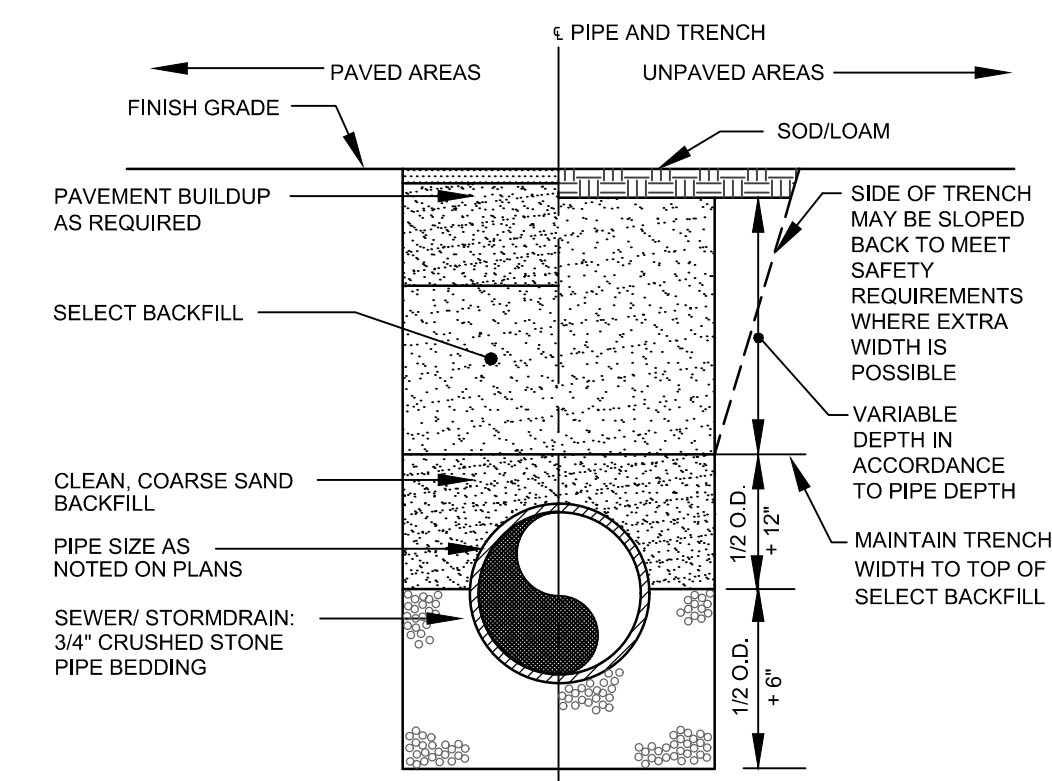 ℄ PIPE AND TRENCH
PAVED AREAS
UNPAVED AREAS
FINISH GRADE
SOD/LOAM
PAVEMENT BUILDUP
AS REQUIRED
SIDE OF TRENCH
MAY BE SLOPED
BACK TO MEET
SAFETY
REQUIREMENTS
WHERE EXTRA
WIDTH IS
POSSIBLE
SELECT BACKFILL
VARIABLE
DEPTH IN
ACCORDANCE
TO PIPE DEPTH
CLEAN, COARSE SAND
BACKFILL
1/2 O.D.
+ 12"
PIPE SIZE AS
NOTED ON PLANS
MAINTAIN TRENCH
WIDTH TO TOP OF
SELECT BACKFILL
SEWER/ STORMDRAIN:
3/4" CRUSHED STONE
PIPE BEDDING
1/2 O.D.
+ 6"